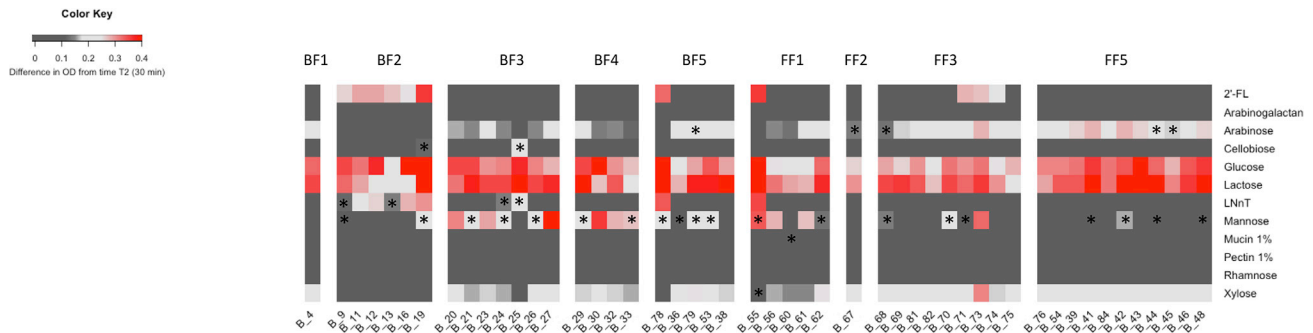 Color Key
0 0.1 0.2 0.3 0.4
Difference in OD from time T2 (30 min)
BF1 BF2 BF3 BF4 BF5 FF1 FF2 FF3 FF5
2'-FL
Arabinogalactan
Arabinose
Cellobiose
Glucose
Lactose
LNnT
Mannose
Mucin 1%
Pectin 1%
Rhamnose
Xylose
B_4 B_9 B_11 B_12 B_13 B_16 B_19 B_20 B_21 B_23 B_24 B_25 B_26 B_27 B_29 B_30 B_32 B_33 B_78 B_36 B_79 B_53 B_38 B_55 B_56 B_60 B_61 B_62 B_67 B_68 B_69 B_81 B_82 B_70 B_71 B_73 B_74 B_75 B_76 B_54 B_39 B_41 B_84 B_42 B_43 B_44 B_45 B_46 B_48